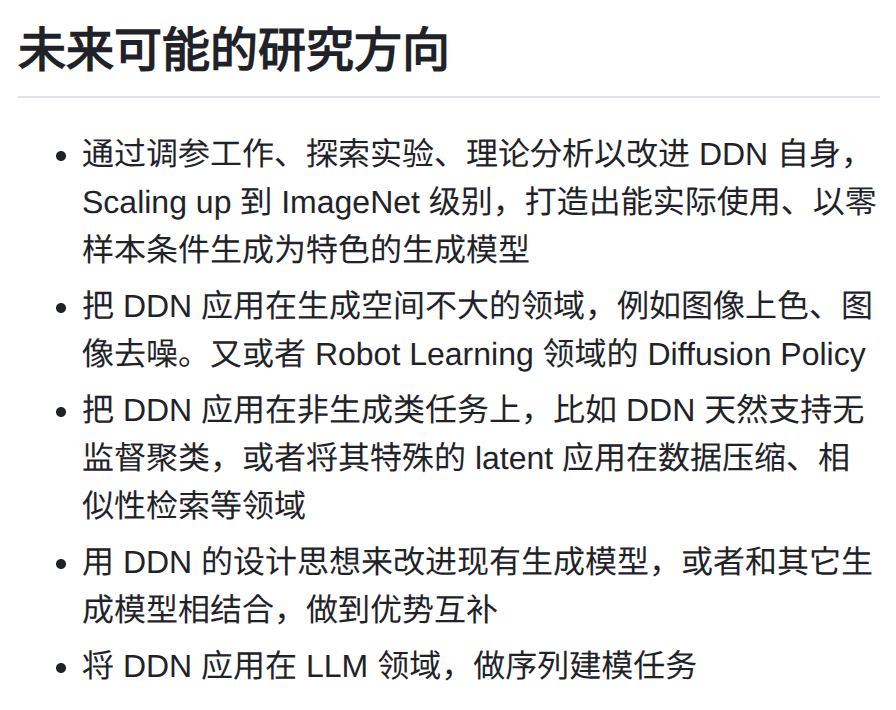 未来可能的研究方向
通过调参工作、探索实验、理论分析以改进 DDN 自身，
Scaling up 到 ImageNet 级别，打造出能实际使用、以零
样本条件生成为特色的生成模型
把 DDN 应用在生成空间不大的领域，例如图像上色、图
像去噪。又或者 Robot Learning 领域的 Diffusion Policy
把 DDN 应用在非生成类任务上，比如 DDN 天然支持无
监督聚类，或者将其特殊的 latent 应用在数据压缩、相
似性检索等领域
用 DDN 的设计思想来改进现有生成模型，或者和其它生
成模型相结合，做到优势互补
将 DDN 应用在 LLM 领域，做序列建模任务